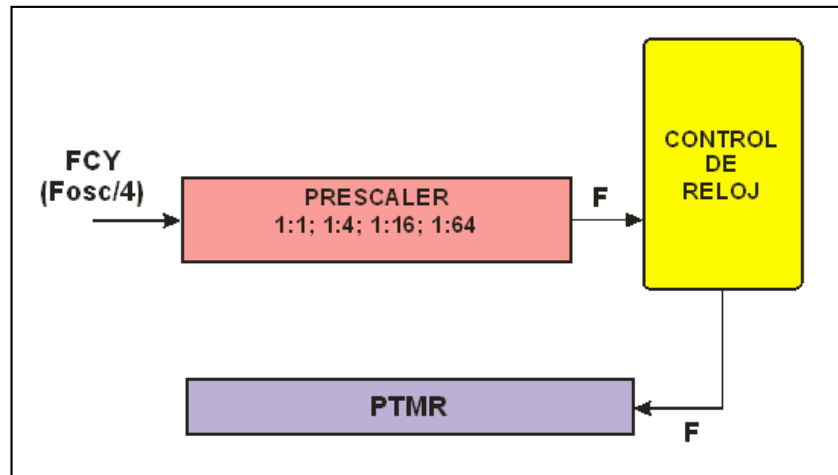 FCY
(Fosc/4)
PRESCALER
1:1; 1:4; 1:16; 1:64
F
CONTROL
DE
RELOJ
PTMR
F